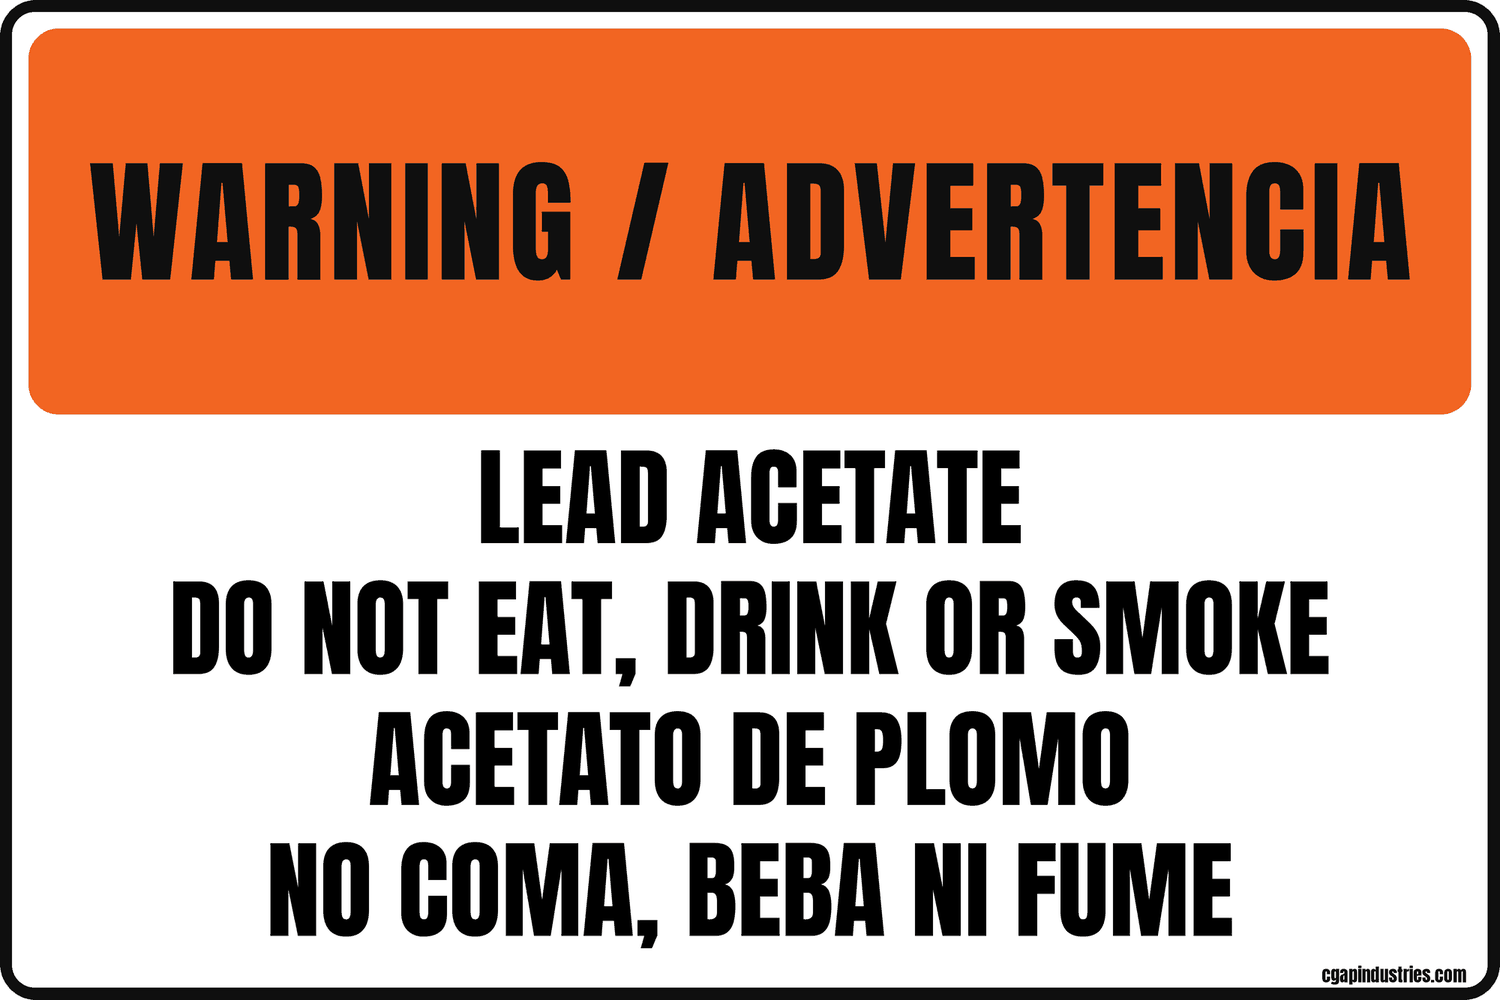 WARNING / ADVERTENCIA
LEAD ACETATE
DO NOT EAT, DRINK OR SMOKE
ACETATO DE PLOMO
NO COMA, BEBA NI FUME
cgapindustries.com